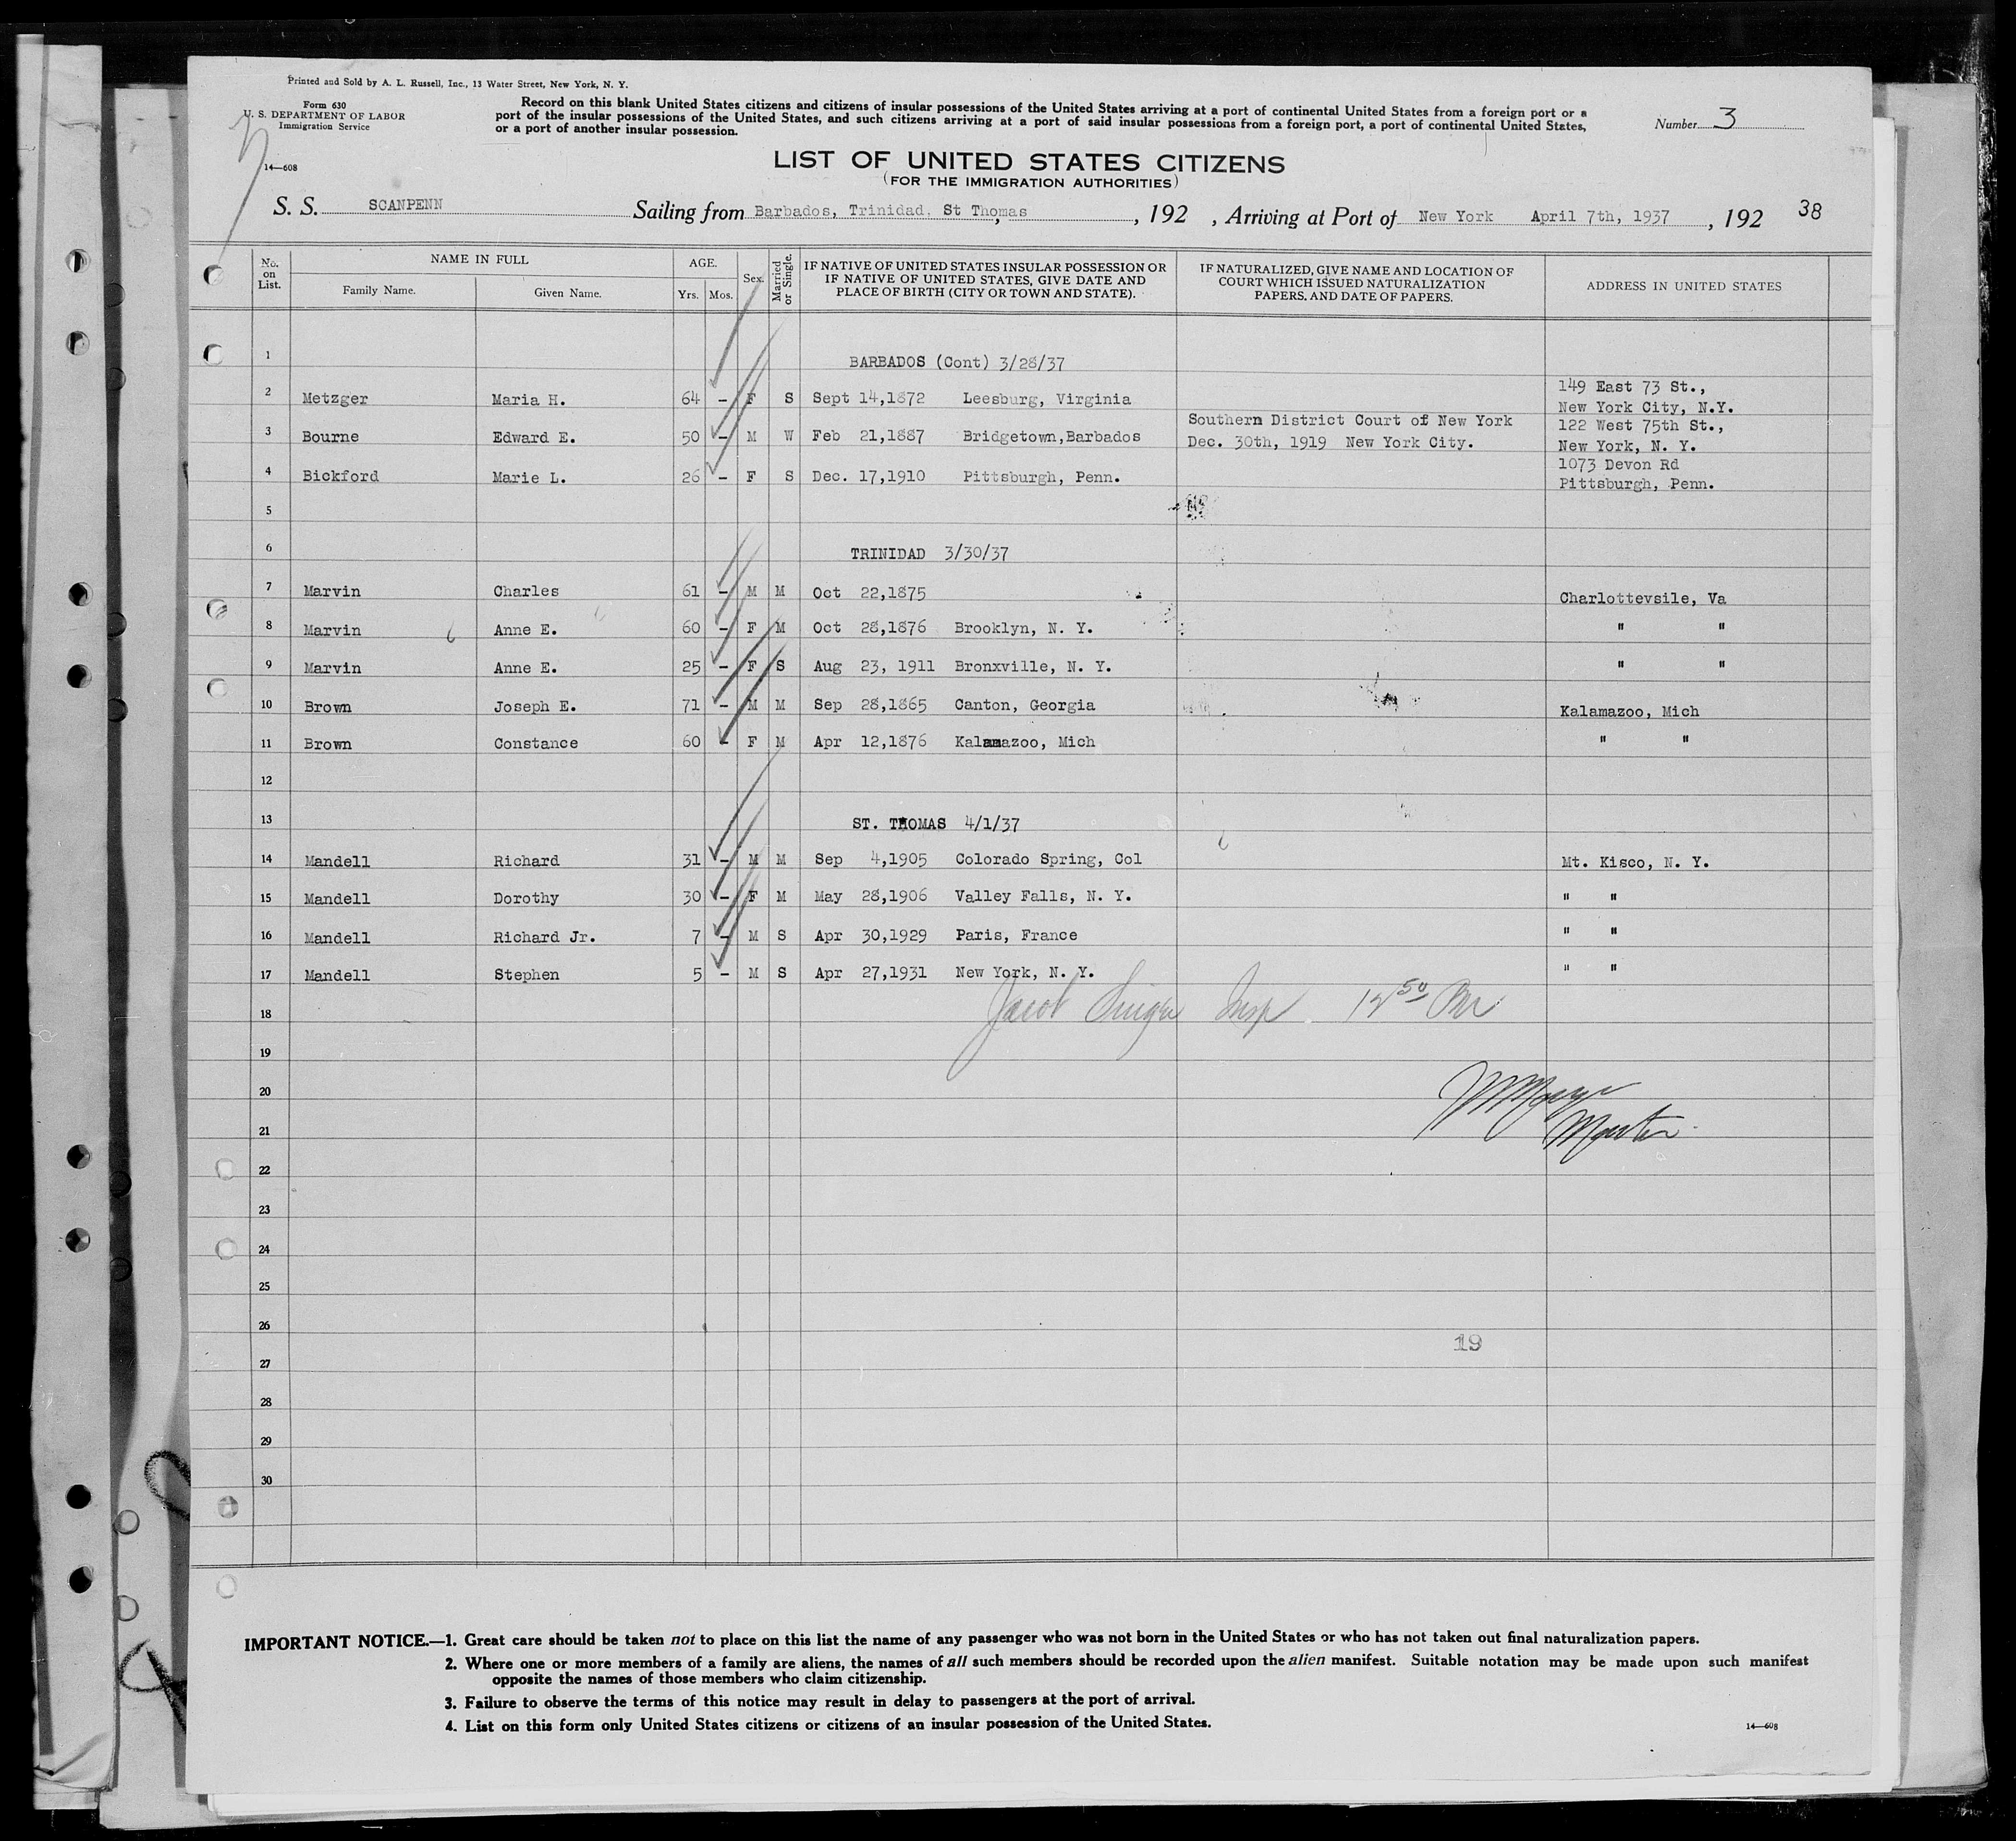 Printed and Sold by A. L. Russell, Inc., 13 Water Street, New York, N. Y.
Form 630
U. S. DEPARTMENT OF LABOR
Immigration Service
14—608
Record on this blank United States citizens and citizens of insular possessions of the United States arriving at a port of continental United States from a foreign port or a
port of the insular possessions of the United States, and such citizens arriving at a port of said insular possessions from a foreign port, a port of continental United States,
or a port of another insular possession.
Number 3
LIST OF UNITED STATES CITIZENS
(FOR THE IMMIGRATION AUTHORITIES)
S. S. SCANPENN Sailing from Barbados, Trinidad, St Thomas, , 192 , Arriving at Port of New York April 7th, 1937 , 192 38
No. on List. NAME IN FULL AGE. Sex. Married or Single. IF NATIVE OF UNITED STATES INSULAR POSSESSION OR IF NATIVE OF UNITED STATES, GIVE DATE AND PLACE OF BIRTH (CITY OR TOWN AND STATE). IF NATURALIZED, GIVE NAME AND LOCATION OF COURT WHICH ISSUED NATURALIZATION PAPERS, AND DATE OF PAPERS. ADDRESS IN UNITED STATES
Family Name. Given Name. Yrs. Mos.
1 BARBADOS (Cont) 3/28/37
2 Metzger Maria H. 64 – F S Sept 14,1872 Leesburg, Virginia 149 East 73 St., New York City, N.Y.
3 Bourne Edward E. 50 – M W Feb 21,1887 Bridgetown,Barbados Southern District Court of New York Dec. 30th, 1919 New York City. 122 West 75th St., New York, N. Y.
4 Bickford Marie L. 26 – F S Dec. 17,1910 Pittsburgh, Penn. 1073 Devon Rd Pittsburgh, Penn.
5
6 TRINIDAD 3/30/37
7 Marvin Charles 61 – M M Oct 22,1875 Charlottevsile, Va
8 Marvin Anne E. 60 – F M Oct 28,1876 Brooklyn, N. Y. " "
9 Marvin Anne E. 25 – F S Aug 23, 1911 Bronxville, N. Y. " "
10 Brown Joseph E. 71 – M M Sep 28,1865 Canton, Georgia Kalamazoo, Mich
11 Brown Constance 60 – F M Apr 12,1876 Kalamazoo, Mich " "
12
13 ST. THOMAS 4/1/37
14 Mandell Richard 31 – M M Sep 4,1905 Colorado Spring, Col Mt. Kisco, N. Y.
15 Mandell Dorothy 30 – F M May 28,1906 Valley Falls, N. Y. " "
16 Mandell Richard Jr. 7 – M S Apr 30,1929 Paris, France " "
17 Mandell Stephen 5 – M S Apr 27,1931 New York, N. Y. " "
18 Jacob Insp 12 50
19
20
21 Master
22
23
24
25
26
19
27
28
29
30
IMPORTANT NOTICE.—1. Great care should be taken not to place on this list the name of any passenger who was not born in the United States or who has not taken out final naturalization papers.
2. Where one or more members of a family are aliens, the names of all such members should be recorded upon the alien manifest. Suitable notation may be made upon such manifest
opposite the names of those members who claim citizenship.
3. Failure to observe the terms of this notice may result in delay to passengers at the port of arrival.
4. List on this form only United States citizens or citizens of an insular possession of the United States.
14—608